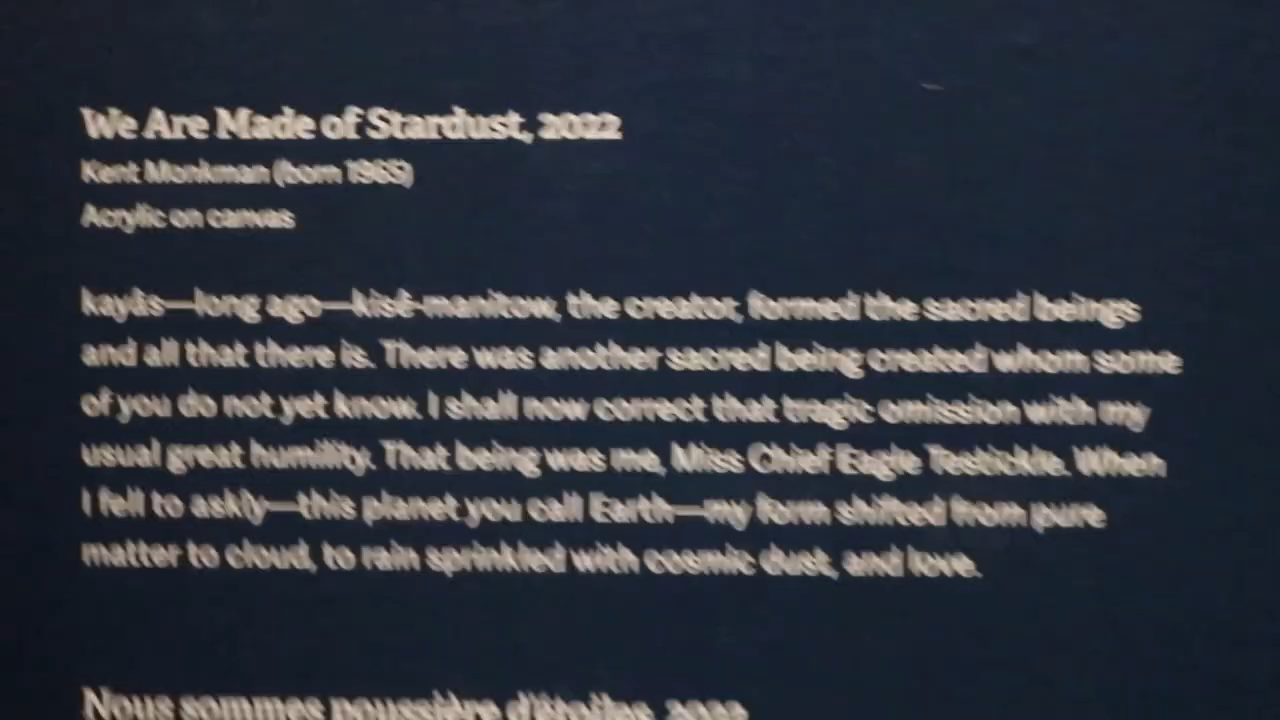 We Are Made of Stardust, 2022
Kent Monkman (born 1965)
Acrylic on canvas
kayâs—long ago—kisê-manitow, the creator, formed the sacred beings
and all that there is. There was another sacred being created whom some
of you do not yet know. I shall now correct that tragic omission with my
usual great humility. That being was me, Miss Chief Eagle Testickle. When
I fell to askîy—this planet you call Earth—my form shifted from pure
matter to cloud, to rain sprinkled with cosmic dust, and love.
Nous sommes poussière d'étoiles, 2022